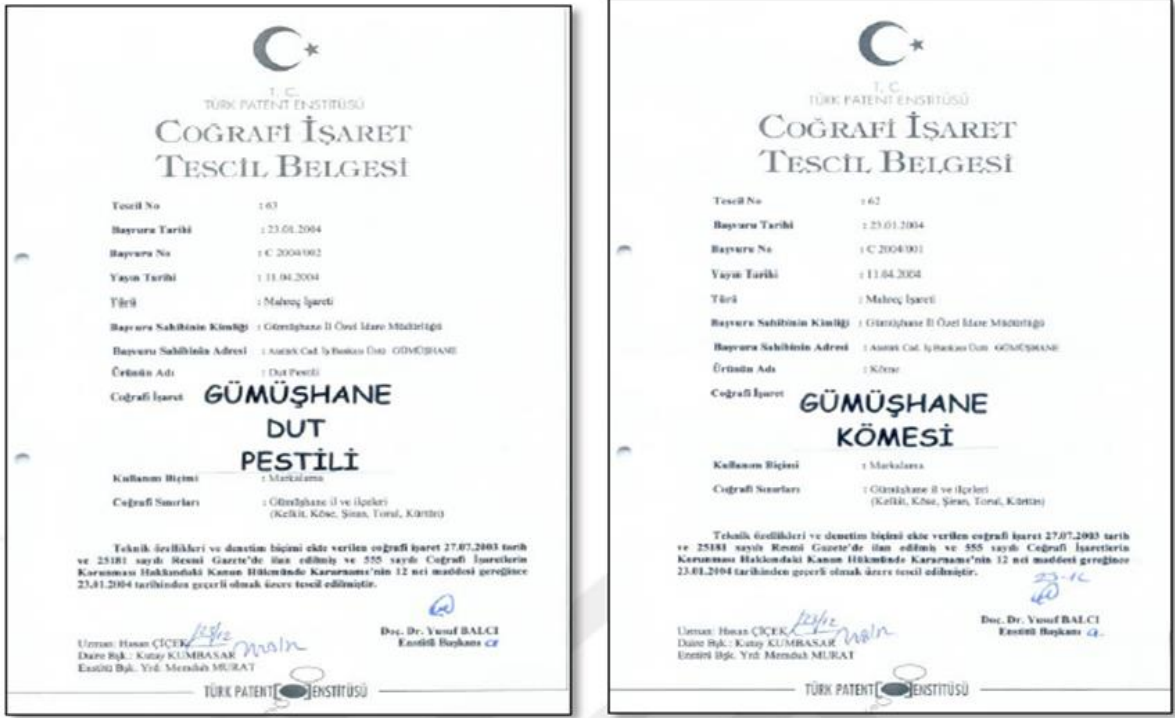 T. C.
TÜRK PATENT ENSTİTÜSÜ
COĞRAFİ İŞARET
TESCİL BELGESİ
Tescil No : 63
Başvuru Tarihi : 23.01.2004
Başvuru No : C 2004/002
Yayın Tarihi : 11.04.2004
Türü : Mahreç İşareti
Başvuru Sahibinin Kimliği : Gümüşhane İl Özel İdare Müdürlüğü
Başvuru Sahibinin Adresi : Atatürk Cad. İş Bankası Üstü GÜMÜŞHANE
Ürünün Adı : Dut Pestili
Coğrafi İşaret GÜMÜŞHANE
DUT
PESTİLİ
Kullanım Biçimi : Markalama
Coğrafi Sınırları : Gümüşhane il ve ilçeleri
(Kelkit, Köse, Şiran, Torul, Kürtün)
Teknik özellikleri ve denetim biçimi ekte verilen coğrafi işaret 27.07.2003 tarih
ve 25181 sayılı Resmi Gazete'de ilan edilmiş ve 555 sayılı Coğrafi İşaretlerin
Korunması Hakkındaki Kanun Hükmünde Kararname'nin 12 nci maddesi gereğince
23.01.2004 tarihinden geçerli olmak üzere tescil edilmiştir.
Doç. Dr. Yusuf BALCI
Enstitü Başkanı
Uzman: Hasan ÇİÇEK 23/12
Daire Bşk.: Kutay KUMBASAR
Enstitü Bşk. Yrd: Memduh MURAT
TÜRK PATENT ENSTİTÜSÜ
T. C.
TÜRK PATENT ENSTİTÜSÜ
COĞRAFİ İŞARET
TESCİL BELGESİ
Tescil No : 62
Başvuru Tarihi : 23.01.2004
Başvuru No : C 2004/001
Yayın Tarihi : 11.04.2004
Türü : Mahreç İşareti
Başvuru Sahibinin Kimliği : Gümüşhane İl Özel İdare Müdürlüğü
Başvuru Sahibinin Adresi : Atatürk Cad. İş Bankası Üstü GÜMÜŞHANE
Ürünün Adı : Köme
Coğrafi İşaret GÜMÜŞHANE
KÖMESİ
Kullanım Biçimi : Markalama
Coğrafi Sınırları : Gümüşhane il ve ilçeleri
(Kelkit, Köse, Şiran, Torul, Kürtün)
Teknik özellikleri ve denetim biçimi ekte verilen coğrafi işaret 27.07.2003 tarih
ve 25181 sayılı Resmi Gazete'de ilan edilmiş ve 555 sayılı Coğrafi İşaretlerin
Korunması Hakkındaki Kanun Hükmünde Kararname'nin 12 nci maddesi gereğince
23.01.2004 tarihinden geçerli olmak üzere tescil edilmiştir.
Doç. Dr. Yusuf BALCI
Enstitü Başkanı
Uzman: Hasan ÇİÇEK 23/12
Daire Bşk.: Kutay KUMBASAR
Enstitü Bşk. Yrd: Memduh MURAT
TÜRK PATENT ENSTİTÜSÜ